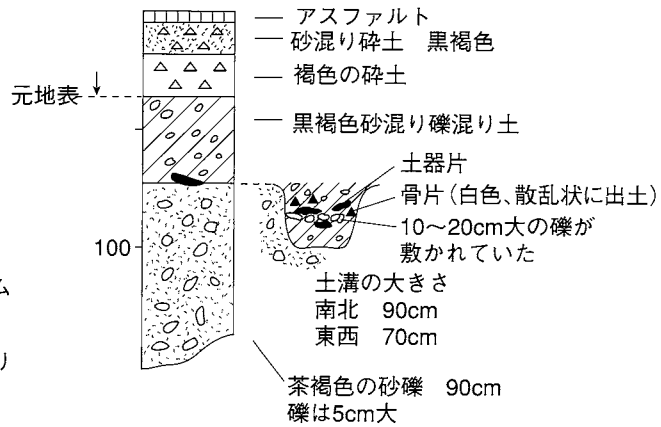 アスファルト
砂混り砕土 黒褐色
褐色の砕土
元地表
黒褐色砂混り礫混り土
土器片
骨片(白色、散乱状に出土)
10~20cm大の礫が
敷かれていた
100
土溝の大きさ
南北 90cm
東西 70cm
茶褐色の砂礫 90cm
礫は5cm大
ム
り